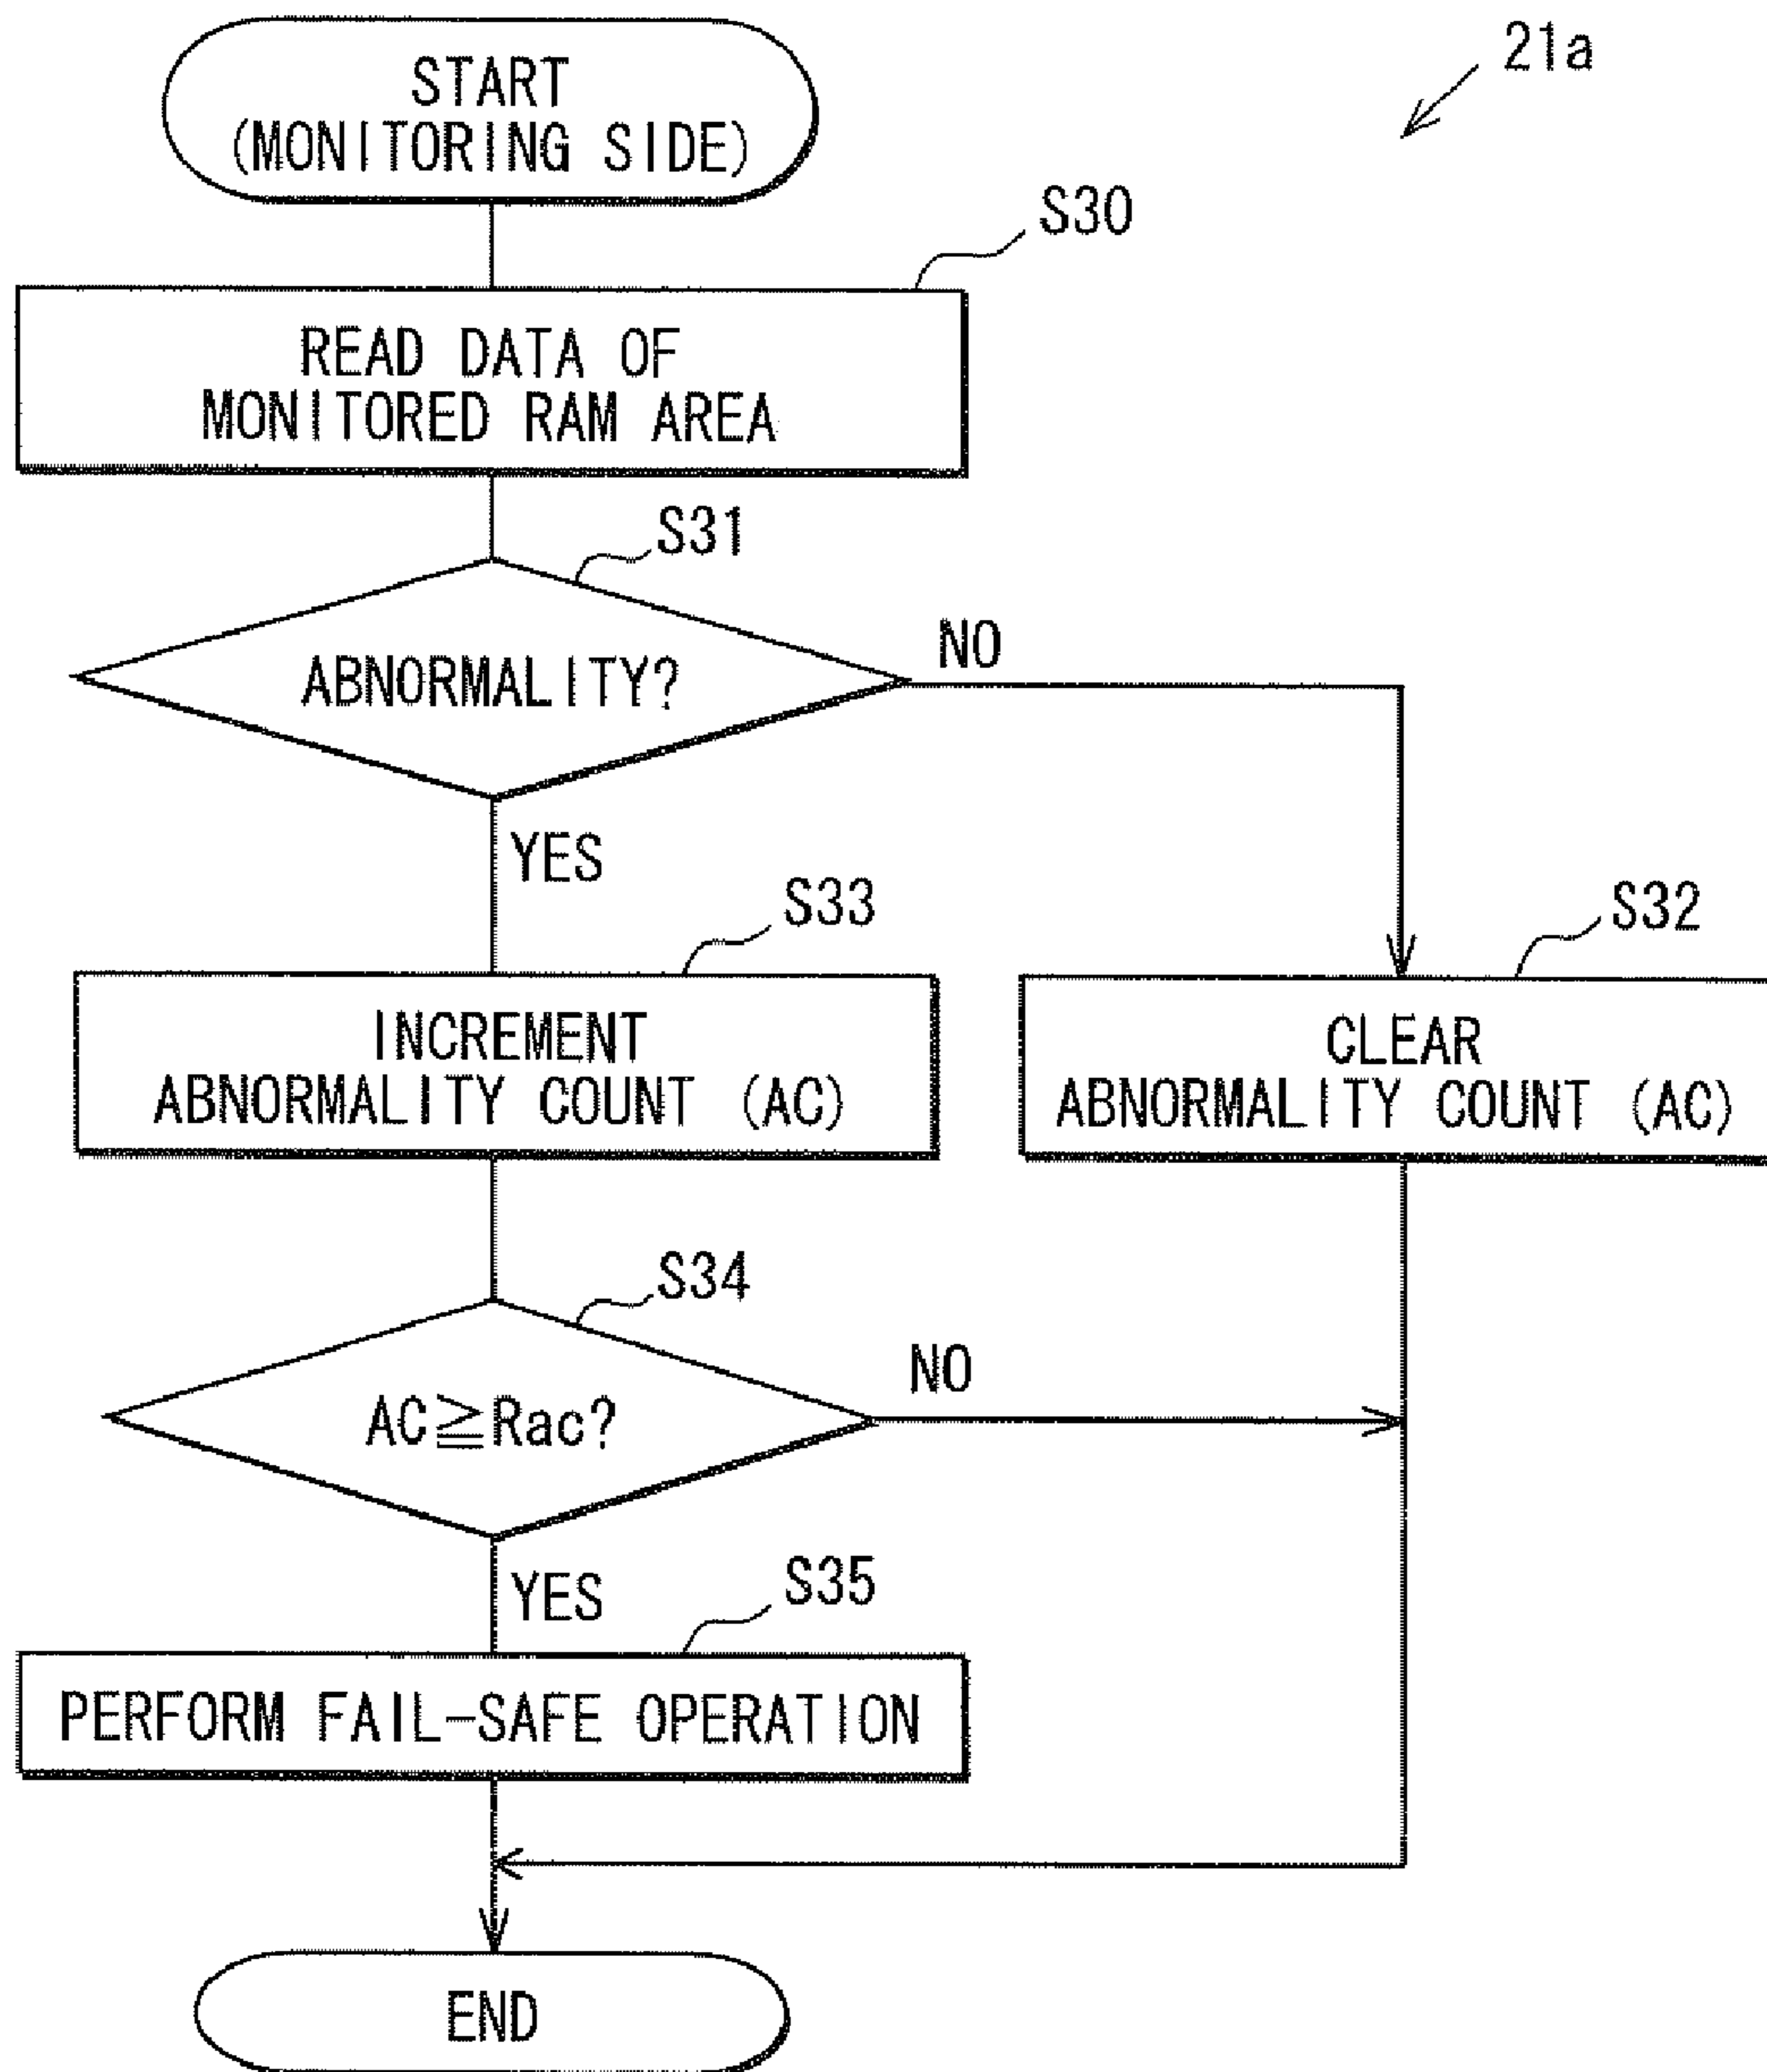 21a
START
(MONITORING SIDE)
S30
READ DATA OF
MONITORED RAM AREA
S31
ABNORMALITY?
NO
YES
S33
INCREMENT
ABNORMALITY COUNT (AC)
S32
CLEAR
ABNORMALITY COUNT (AC)
S34
AC≧Rac?
NO
YES
S35
PERFORM FAIL-SAFE OPERATION
END